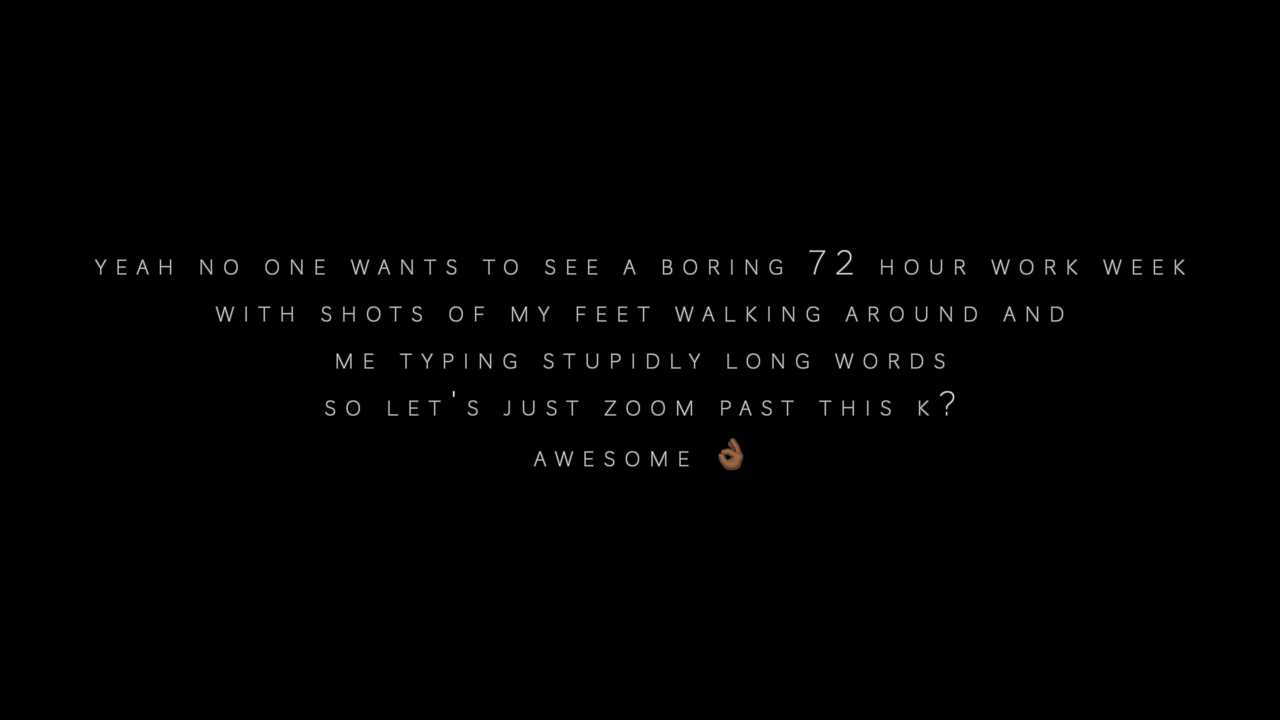 YEAH NO ONE WANTS TO SEE A BORING 72 HOUR WORK WEEK
WITH SHOTS OF MY FEET WALKING AROUND AND
ME TYPING STUPIDLY LONG WORDS
SO LET'S JUST ZOOM PAST THIS K?
AWESOME 👌🏾